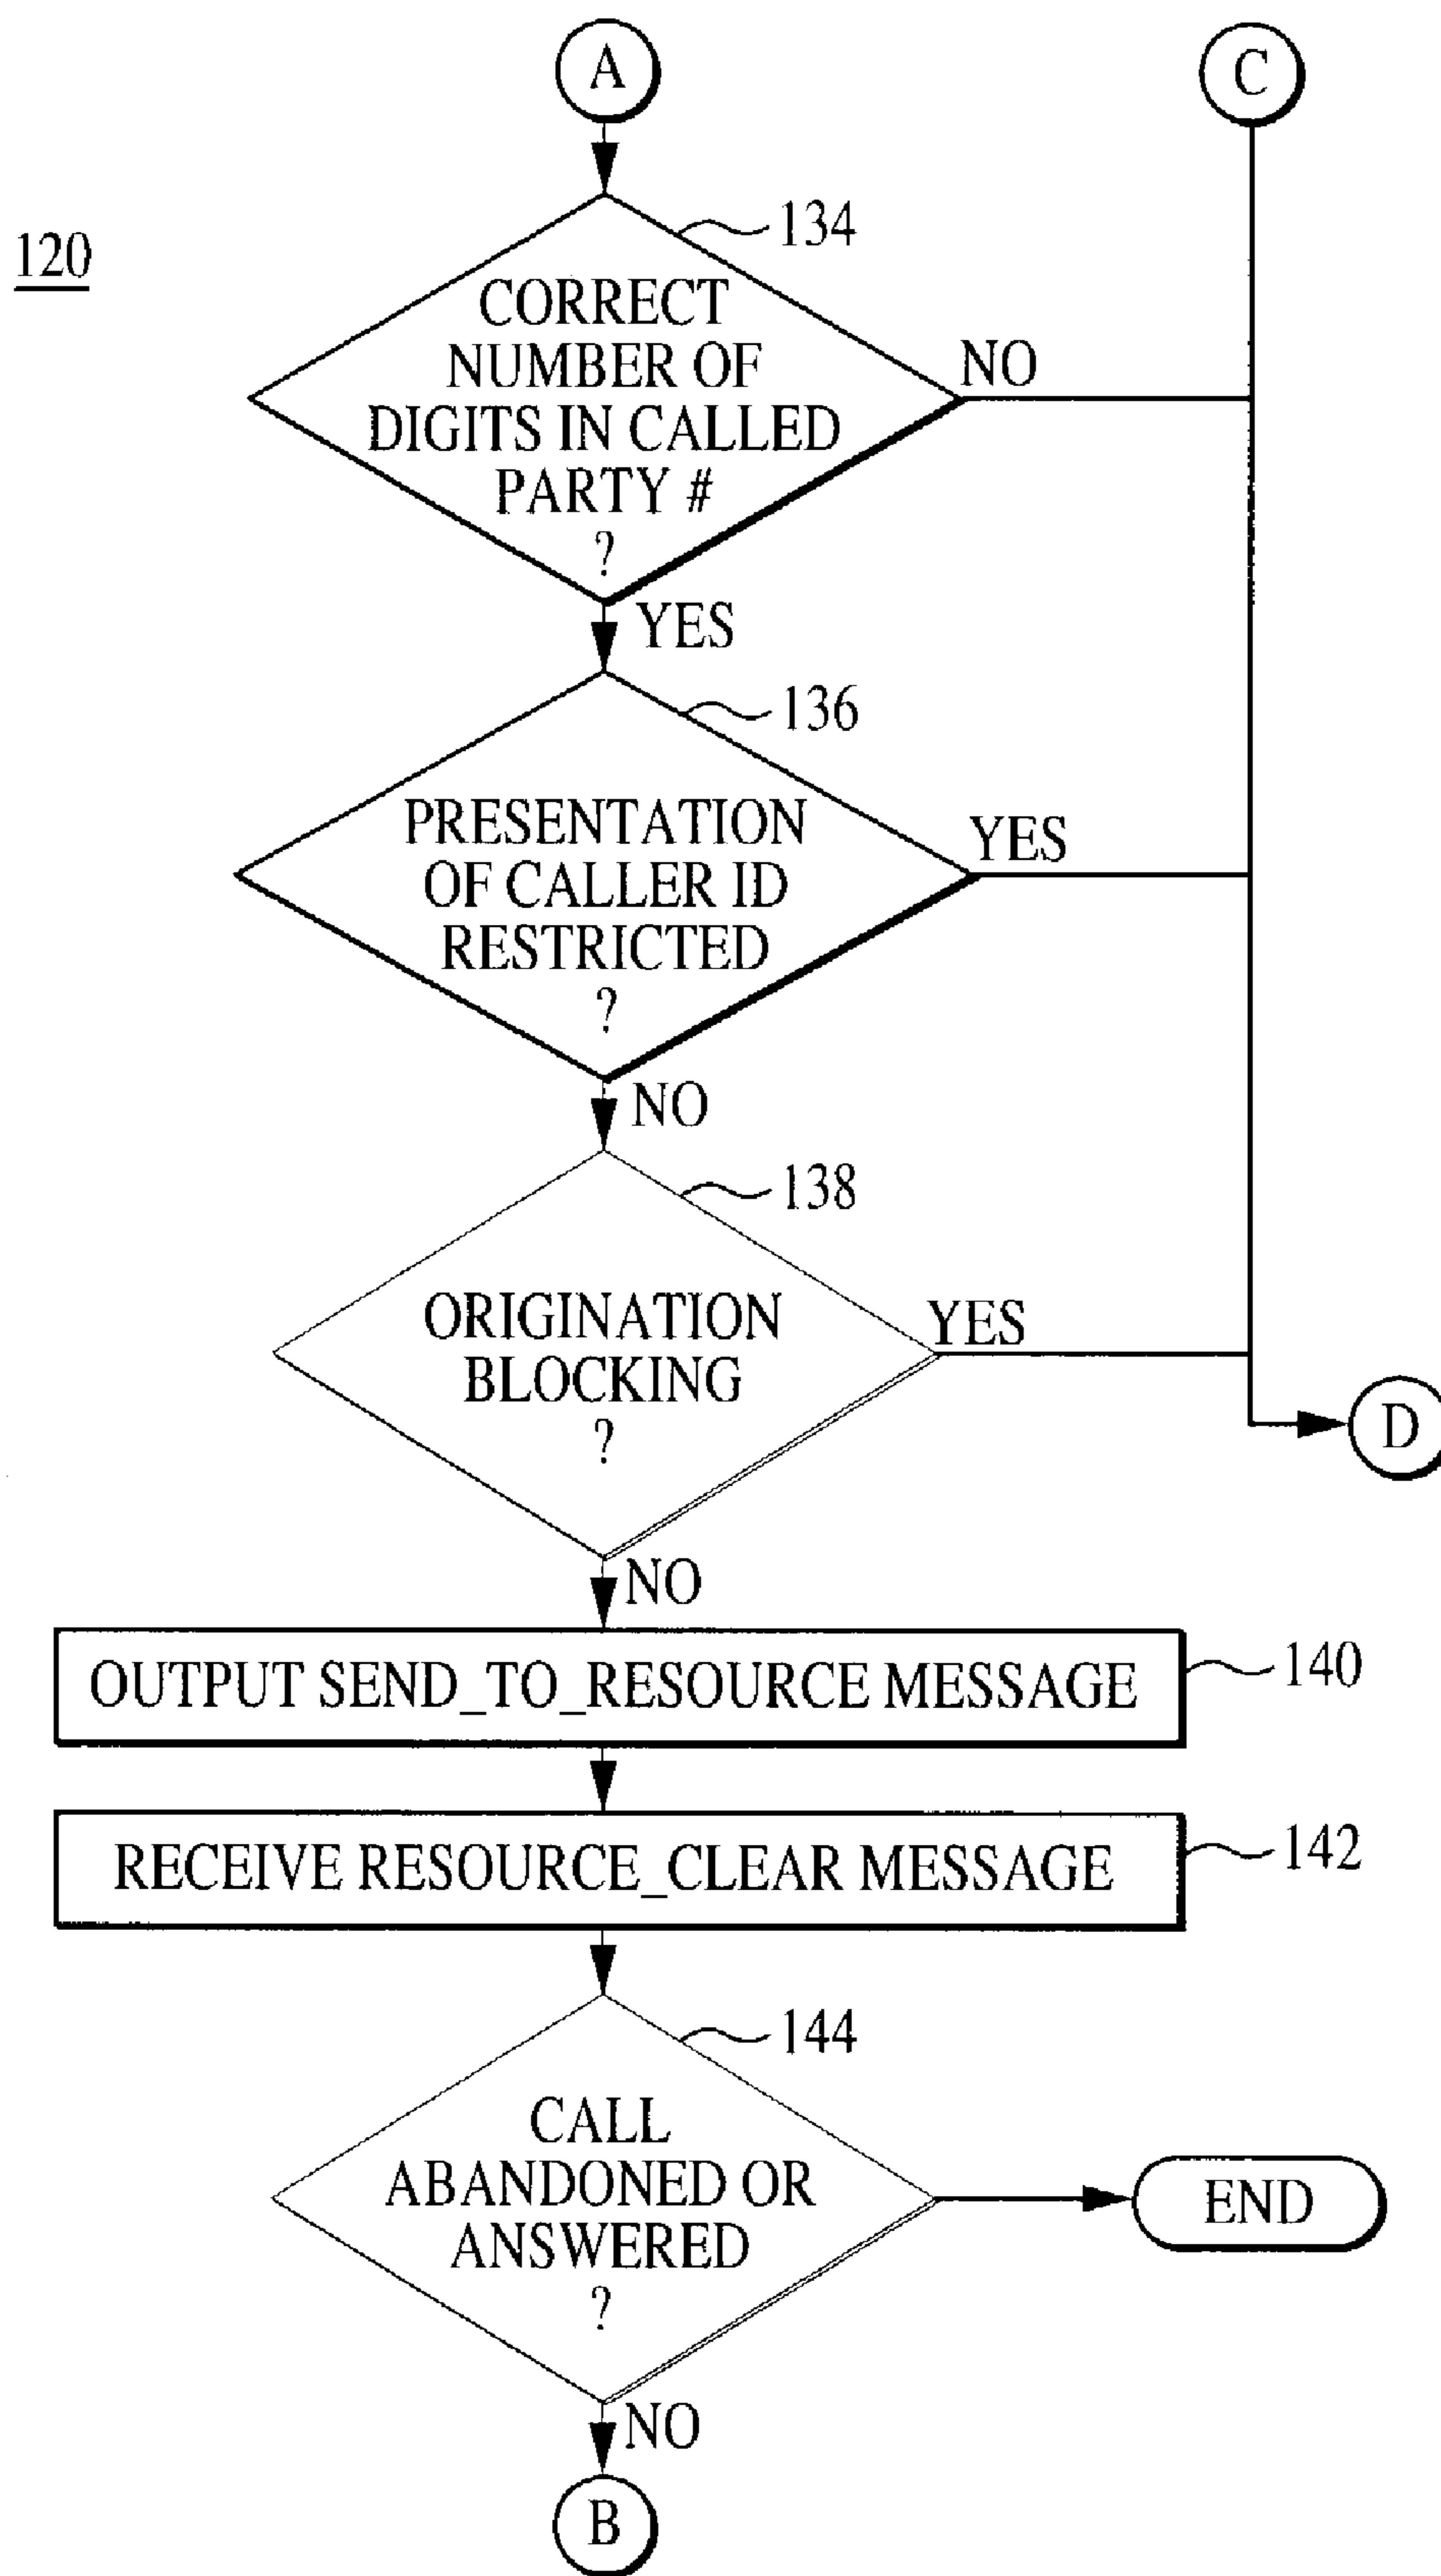 A
C
120
134
CORRECT
NUMBER OF
DIGITS IN CALLED
PARTY #
?
NO
YES
136
PRESENTATION
OF CALLER ID
RESTRICTED
?
YES
NO
138
ORIGINATION
BLOCKING
?
YES
D
NO
OUTPUT SEND_TO_RESOURCE MESSAGE
140
RECEIVE RESOURCE_CLEAR MESSAGE
142
144
CALL
ABANDONED OR
ANSWERED
?
END
NO
B